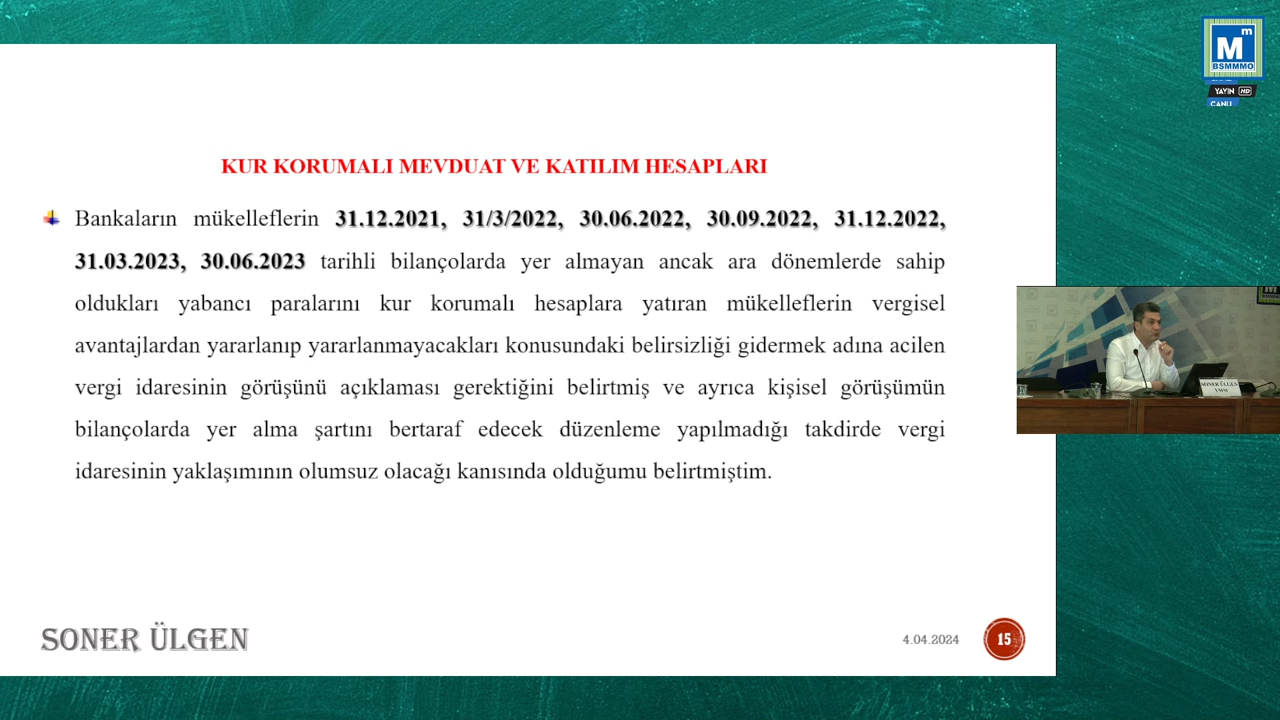 M m
BSMMMO
YAYIN HD
CANLI
KUR KORUMALI MEVDUAT VE KATILIM HESAPLARI
Bankaların mükelleflerin 31.12.2021, 31/3/2022, 30.06.2022, 30.09.2022, 31.12.2022,
31.03.2023, 30.06.2023 tarihli bilançolarda yer almayan ancak ara dönemlerde sahip
oldukları yabancı paralarını kur korumalı hesaplara yatıran mükelleflerin vergisel
avantajlardan yararlanıp yararlanmayacakları konusundaki belirsizliği gidermek adına acilen
vergi idaresinin görüşünü açıklaması gerektiğini belirtmiş ve ayrıca kişisel görüşümün
bilançolarda yer alma şartını bertaraf edecek düzenleme yapılmadığı takdirde vergi
idaresinin yaklaşımının olumsuz olacağı kanısında olduğumu belirtmiştim.
SONER ÜLGEN
YMM
SONER ÜLGEN
4.04.2024
15